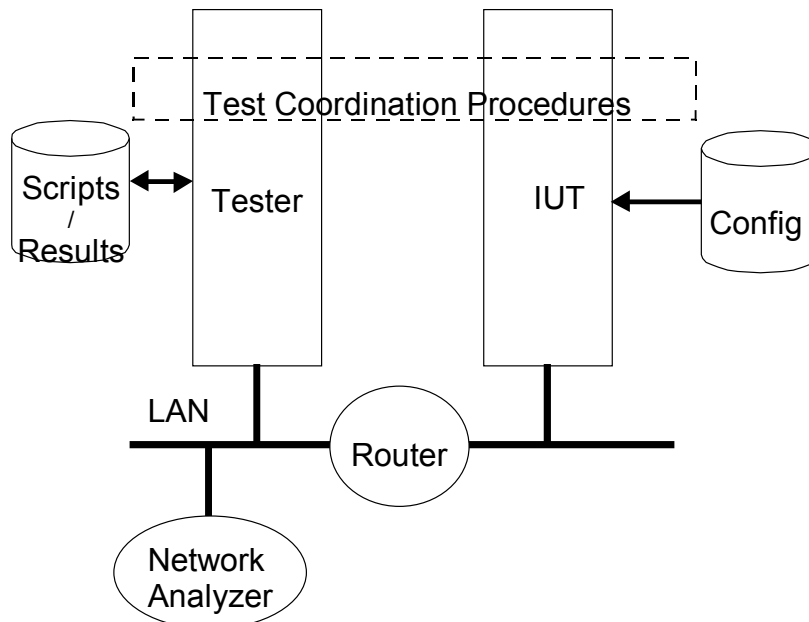 Test Coordination Procedures
Scripts
/
Results
Tester
IUT
Config
LAN
Router
Network
Analyzer